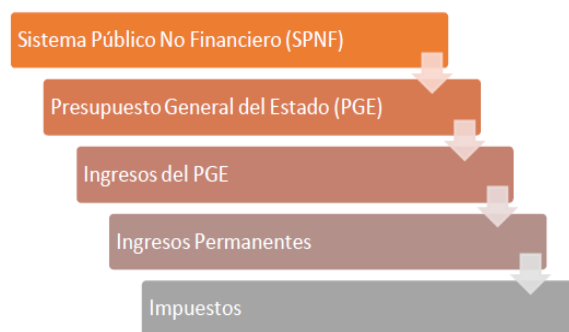 Sistema Público No Financiero (SPNF)
Presupuesto General del Estado (PGE)
Ingresos del PGE
Ingresos Permanentes
Impuestos